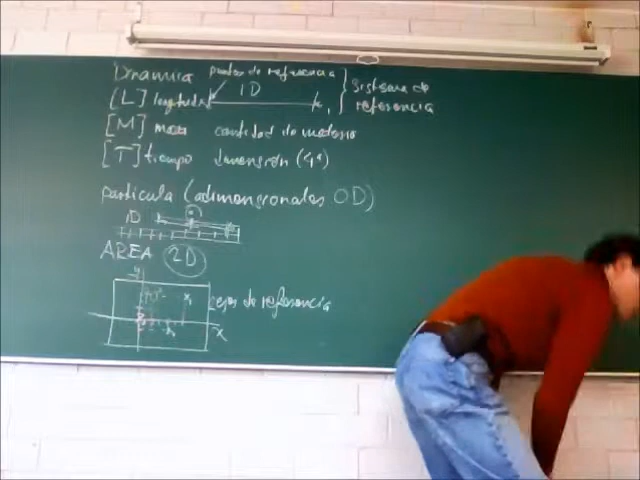 Dinamica puntos de referencia
[L] longitud 1D Sistema de referencia
[M] masa cantidad de materia
[T] tiempo dimensión (4ª)
particula (adimensionales 0D)
1D
AREA 2D
y
ejes de referencia
x